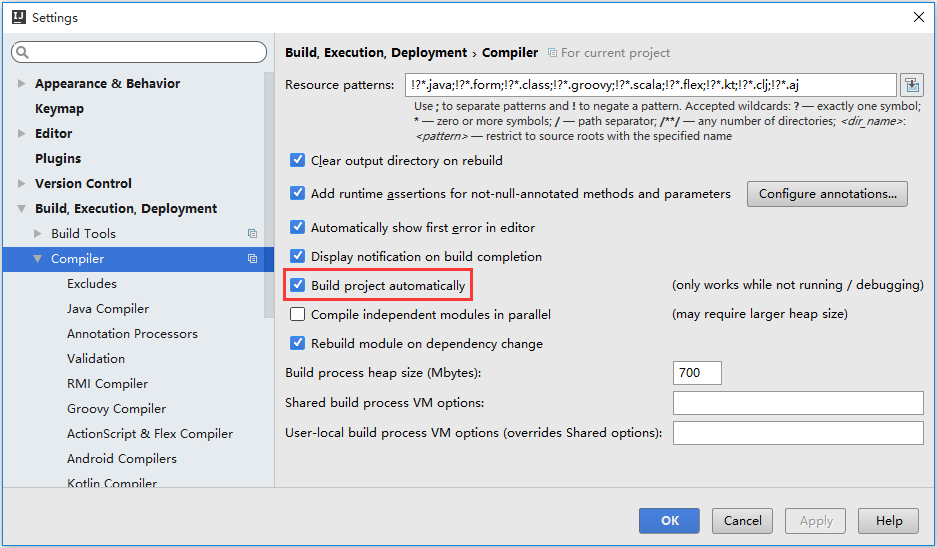 Settings
Build, Execution, Deployment › Compiler For current project
Appearance & Behavior
Keymap
Editor
Plugins
Version Control
Build, Execution, Deployment
Build Tools
Compiler
Excludes
Java Compiler
Annotation Processors
Validation
RMI Compiler
Groovy Compiler
ActionScript & Flex Compiler
Android Compilers
Kotlin Compiler
Resource patterns: !?*.java;!?*.form;!?*.class;!?*.groovy;!?*.scala;!?*.flex;!?*.kt;!?*.clj;!?*.aj
Use ; to separate patterns and ! to negate a pattern. Accepted wildcards: ? — exactly one symbol;
* — zero or more symbols; / — path separator; /**/ — any number of directories; <dir_name>:
<pattern> — restrict to source roots with the specified name
Clear output directory on rebuild
Add runtime assertions for not-null-annotated methods and parameters Configure annotations...
Automatically show first error in editor
Display notification on build completion
Build project automatically (only works while not running / debugging)
Compile independent modules in parallel (may require larger heap size)
Rebuild module on dependency change
Build process heap size (Mbytes): 700
Shared build process VM options:
User-local build process VM options (overrides Shared options):
OK Cancel Apply Help